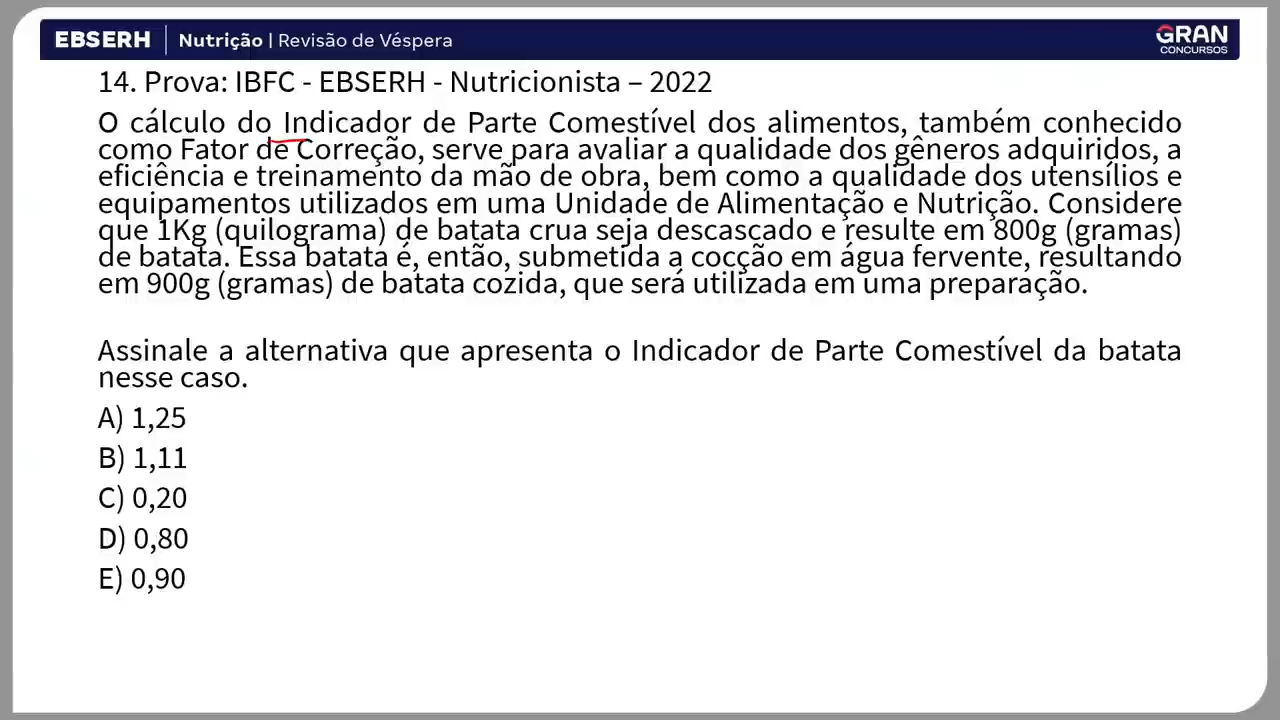 EBSERH | Nutrição | Revisão de Véspera
GRAN CONCURSOS
14. Prova: IBFC - EBSERH - Nutricionista – 2022
O cálculo do Indicador de Parte Comestível dos alimentos, também conhecido
como Fator de Correção, serve para avaliar a qualidade dos gêneros adquiridos, a
eficiência e treinamento da mão de obra, bem como a qualidade dos utensílios e
equipamentos utilizados em uma Unidade de Alimentação e Nutrição. Considere
que 1Kg (quilograma) de batata crua seja descascado e resulte em 800g (gramas)
de batata. Essa batata é, então, submetida a cocção em água fervente, resultando
em 900g (gramas) de batata cozida, que será utilizada em uma preparação.
Assinale a alternativa que apresenta o Indicador de Parte Comestível da batata
nesse caso.
A) 1,25
B) 1,11
C) 0,20
D) 0,80
E) 0,90